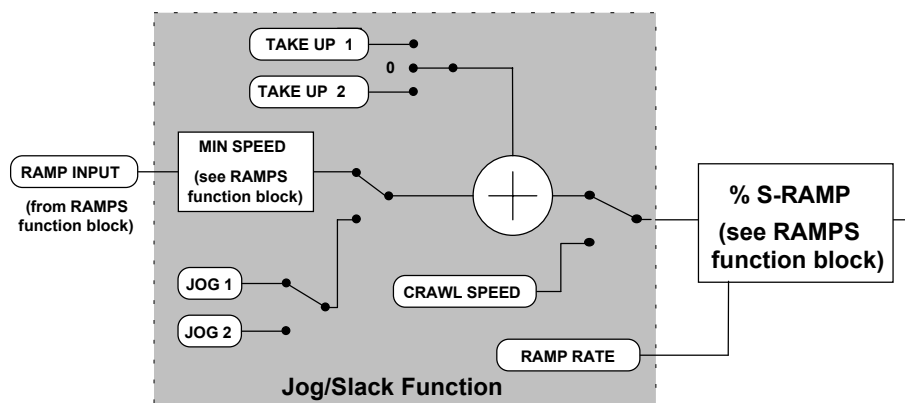 TAKE UP 1
0
TAKE UP 2
RAMP INPUT
(from RAMPS
function block)
MIN SPEED
(see RAMPS
function block)
JOG 1
JOG 2
CRAWL SPEED
RAMP RATE
% S-RAMP
(see RAMPS
function block)
Jog/Slack Function